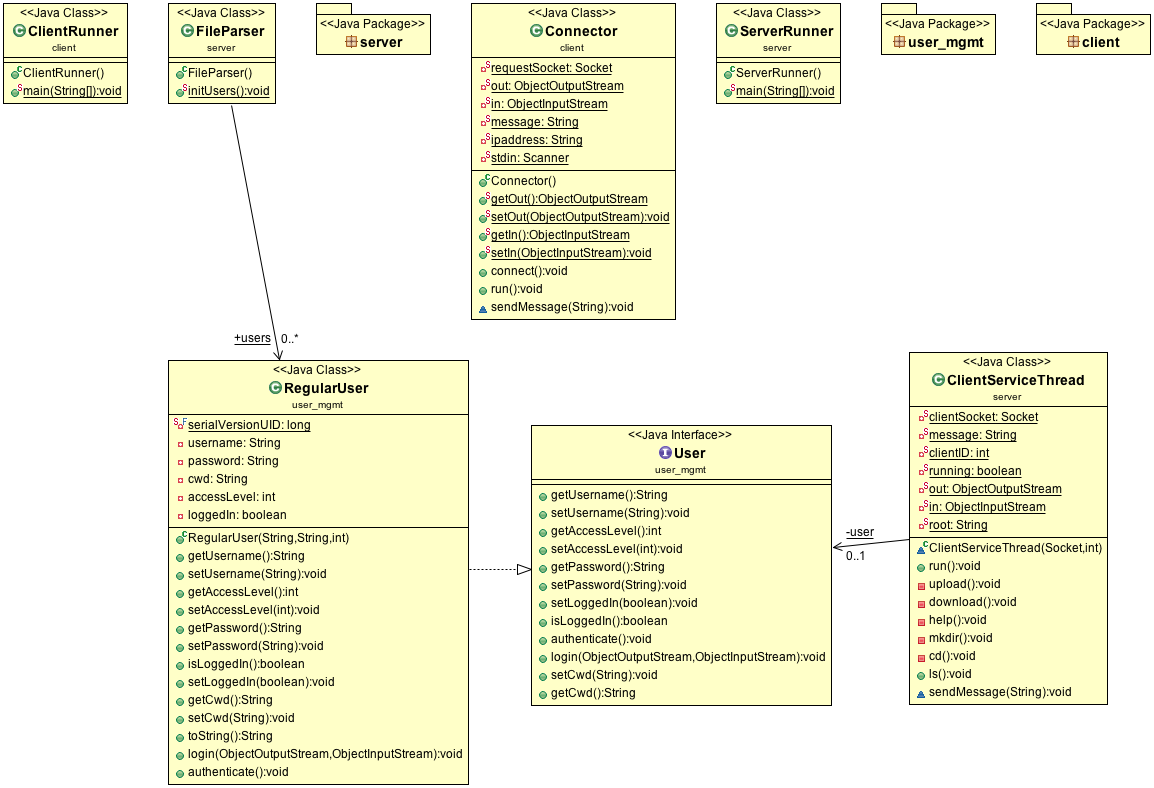 <<Java Class>>
ClientRunner
client
ClientRunner()
main(String[]):void
<<Java Class>>
FileParser
server
FileParser()
initUsers():void
<<Java Package>>
server
<<Java Class>>
Connector
client
requestSocket: Socket
out: ObjectOutputStream
in: ObjectInputStream
message: String
ipaddress: String
stdin: Scanner
Connector()
getOut():ObjectOutputStream
setOut(ObjectOutputStream):void
getIn():ObjectInputStream
setIn(ObjectInputStream):void
connect():void
run():void
sendMessage(String):void
<<Java Class>>
ServerRunner
server
ServerRunner()
main(String[]):void
<<Java Package>>
user_mgmt
<<Java Package>>
client
+users 0..*
<<Java Class>>
RegularUser
user_mgmt
serialVersionUID: long
username: String
password: String
cwd: String
accessLevel: int
loggedIn: boolean
RegularUser(String,String,int)
getUsername():String
setUsername(String):void
getAccessLevel():int
setAccessLevel(int):void
getPassword():String
setPassword(String):void
isLoggedIn():boolean
setLoggedIn(boolean):void
getCwd():String
setCwd(String):void
toString():String
login(ObjectOutputStream,ObjectInputStream):void
authenticate():void
<<Java Interface>>
User
user_mgmt
getUsername():String
setUsername(String):void
getAccessLevel():int
setAccessLevel(int):void
getPassword():String
setPassword(String):void
setLoggedIn(boolean):void
isLoggedIn():boolean
authenticate():void
login(ObjectOutputStream,ObjectInputStream):void
setCwd(String):void
getCwd():String
-user
0..1
<<Java Class>>
ClientServiceThread
server
clientSocket: Socket
message: String
clientID: int
running: boolean
out: ObjectOutputStream
in: ObjectInputStream
root: String
ClientServiceThread(Socket,int)
run():void
upload():void
download():void
help():void
mkdir():void
cd():void
ls():void
sendMessage(String):void